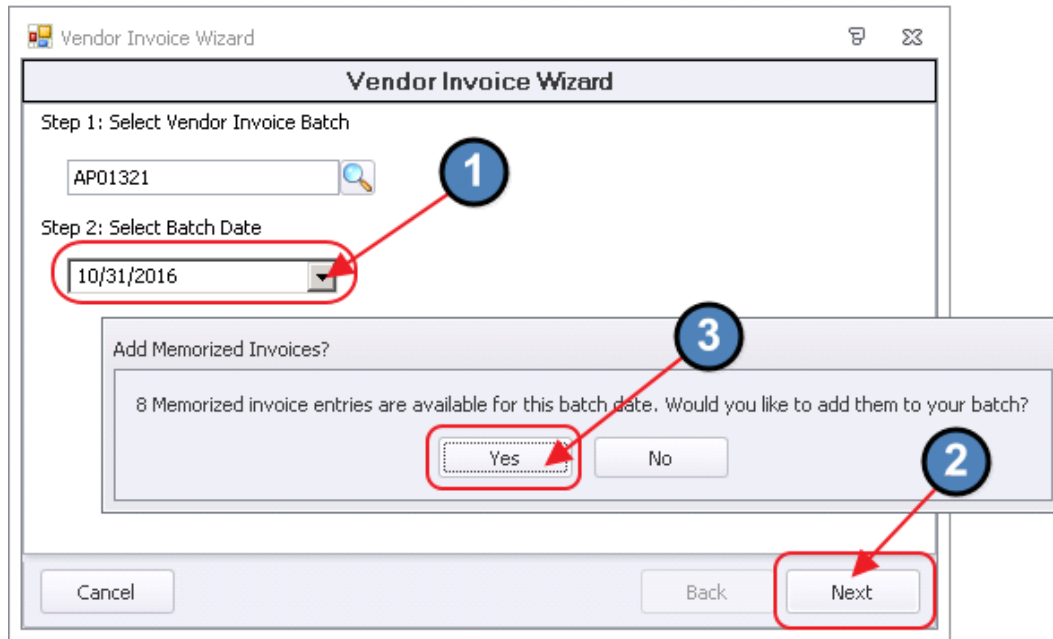 Vendor Invoice Wizard
Vendor Invoice Wizard
Step 1: Select Vendor Invoice Batch
AP01321
1
Step 2: Select Batch Date
10/31/2016
3
Add Memorized Invoices?
8 Memorized invoice entries are available for this batch date. Would you like to add them to your batch?
Yes No
2
Cancel Back Next